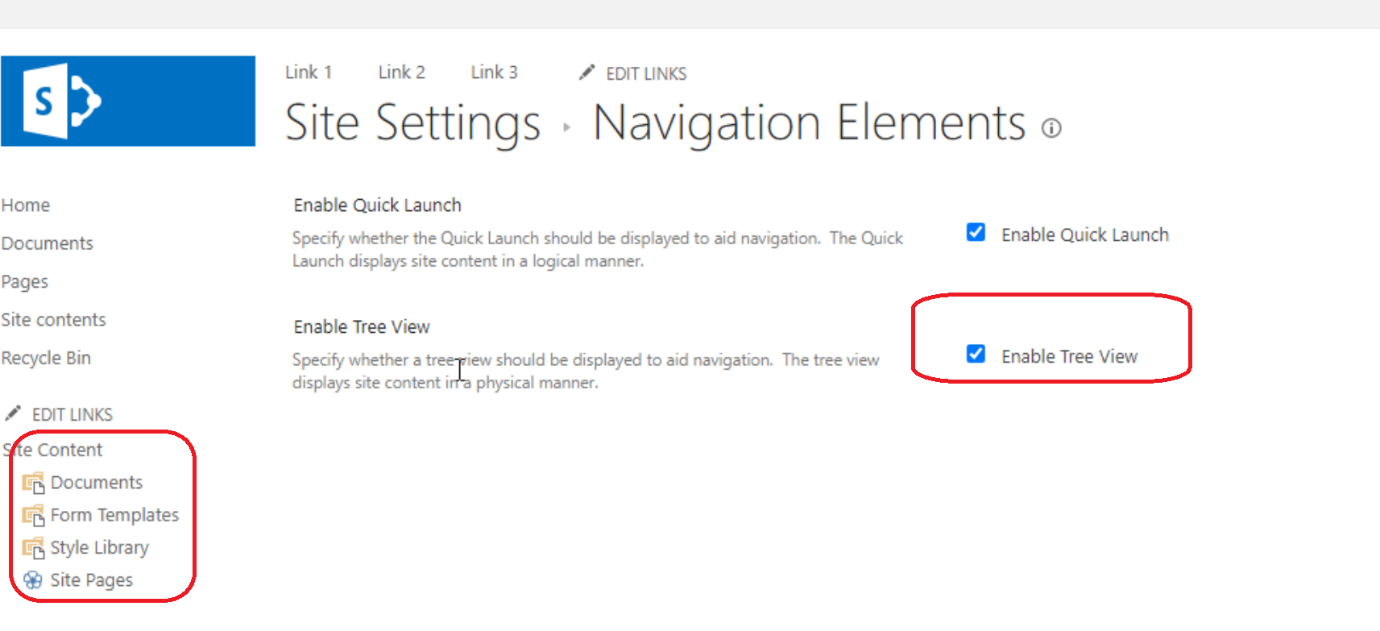 S
Link 1 Link 2 Link 3 EDIT LINKS
Site Settings Navigation Elements
Home
Documents
Pages
Site contents
Recycle Bin
EDIT LINKS
Site Content
Documents
Form Templates
Style Library
Site Pages
Enable Quick Launch
Specify whether the Quick Launch should be displayed to aid navigation. The Quick
Launch displays site content in a logical manner.
Enable Quick Launch
Enable Tree View
Specify whether a tree view should be displayed to aid navigation. The tree view
displays site content in a physical manner.
Enable Tree View